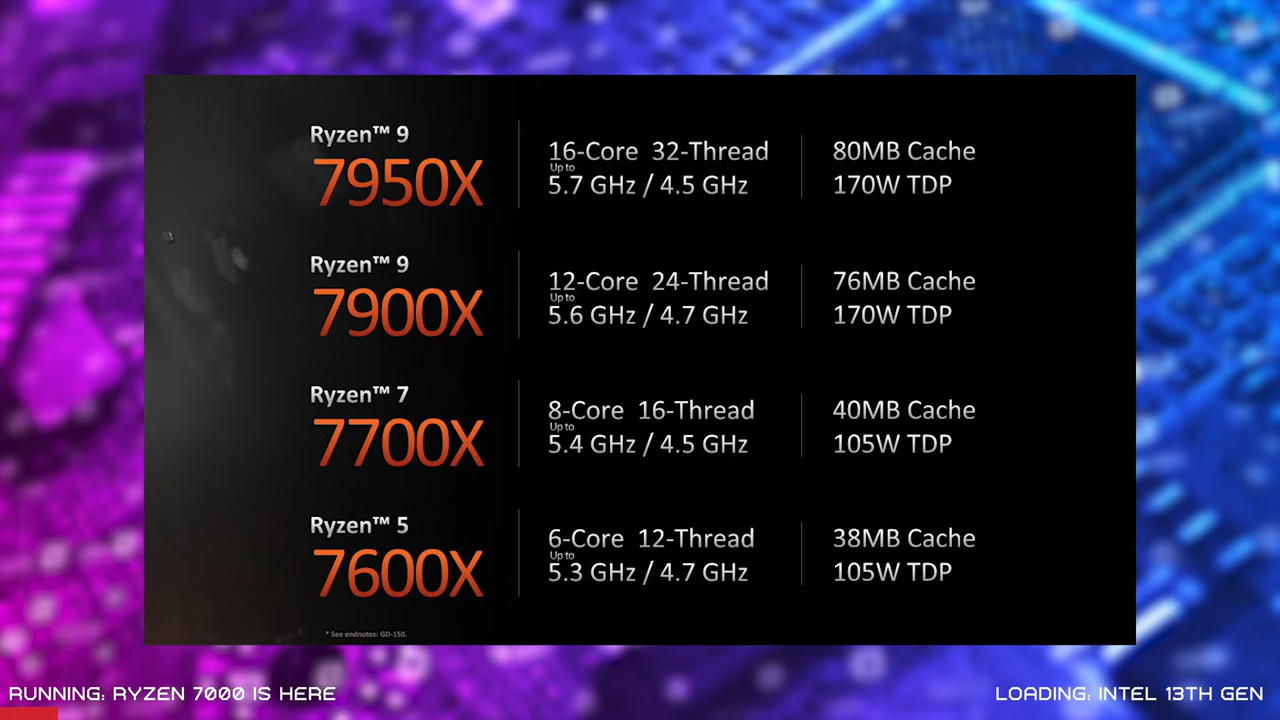 Ryzen™ 9
7950X
16-Core 32-Thread
Up to
5.7 GHz / 4.5 GHz
80MB Cache
170W TDP
Ryzen™ 9
7900X
12-Core 24-Thread
Up to
5.6 GHz / 4.7 GHz
76MB Cache
170W TDP
Ryzen™ 7
7700X
8-Core 16-Thread
Up to
5.4 GHz / 4.5 GHz
40MB Cache
105W TDP
Ryzen™ 5
7600X
6-Core 12-Thread
Up to
5.3 GHz / 4.7 GHz
38MB Cache
105W TDP
* See endnotes: GD-150.
RUNNING: RYZEN 7000 IS HERE
LOADING: INTEL 13TH GEN